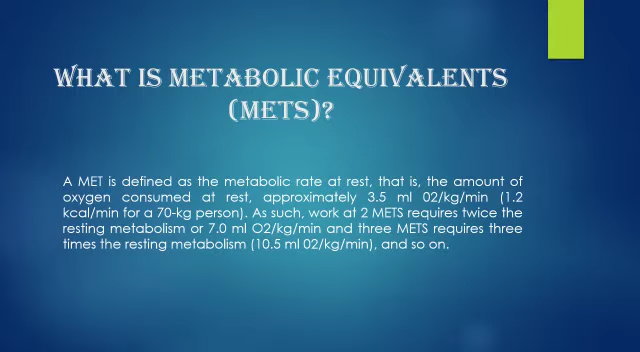 WHAT IS METABOLIC EQUIVALENTS
(METS)?
A MET is defined as the metabolic rate at rest, that is, the amount of
oxygen consumed at rest, approximately 3.5 ml 02/kg/min (1.2
kcal/min for a 70-kg person). As such, work at 2 METS requires twice the
resting metabolism or 7.0 ml O2/kg/min and three METS requires three
times the resting metabolism (10.5 ml 02/kg/min), and so on.